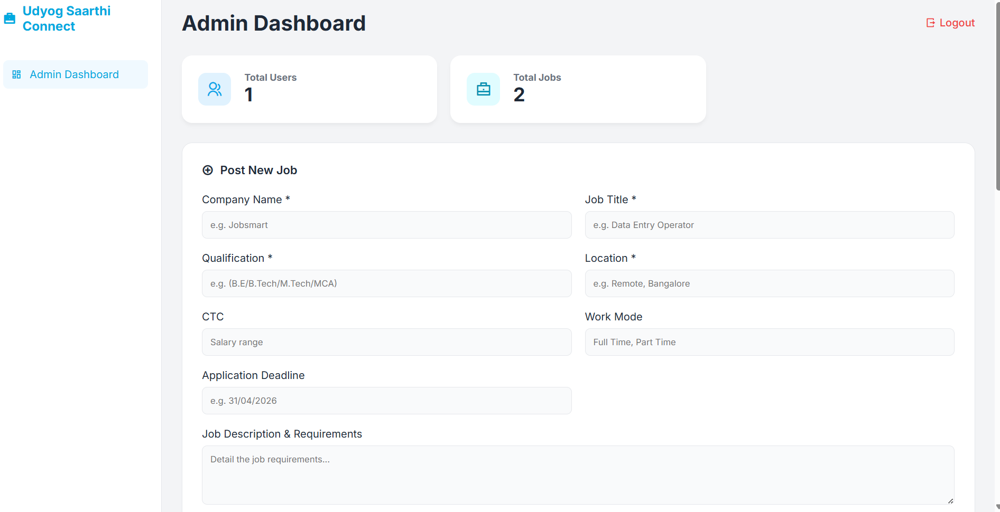 Udyog Saarthi
Connect
Admin Dashboard
Admin Dashboard
Logout
Total Users
1
Total Jobs
2
Post New Job
Company Name *
Job Title *
e.g. Jobsmart
e.g. Data Entry Operator
Qualification *
Location *
e.g. (B.E/B.Tech/M.Tech/MCA)
e.g. Remote, Bangalore
CTC
Work Mode
Salary range
Full Time, Part Time
Application Deadline
e.g. 31/04/2026
Job Description & Requirements
Detail the job requirements...